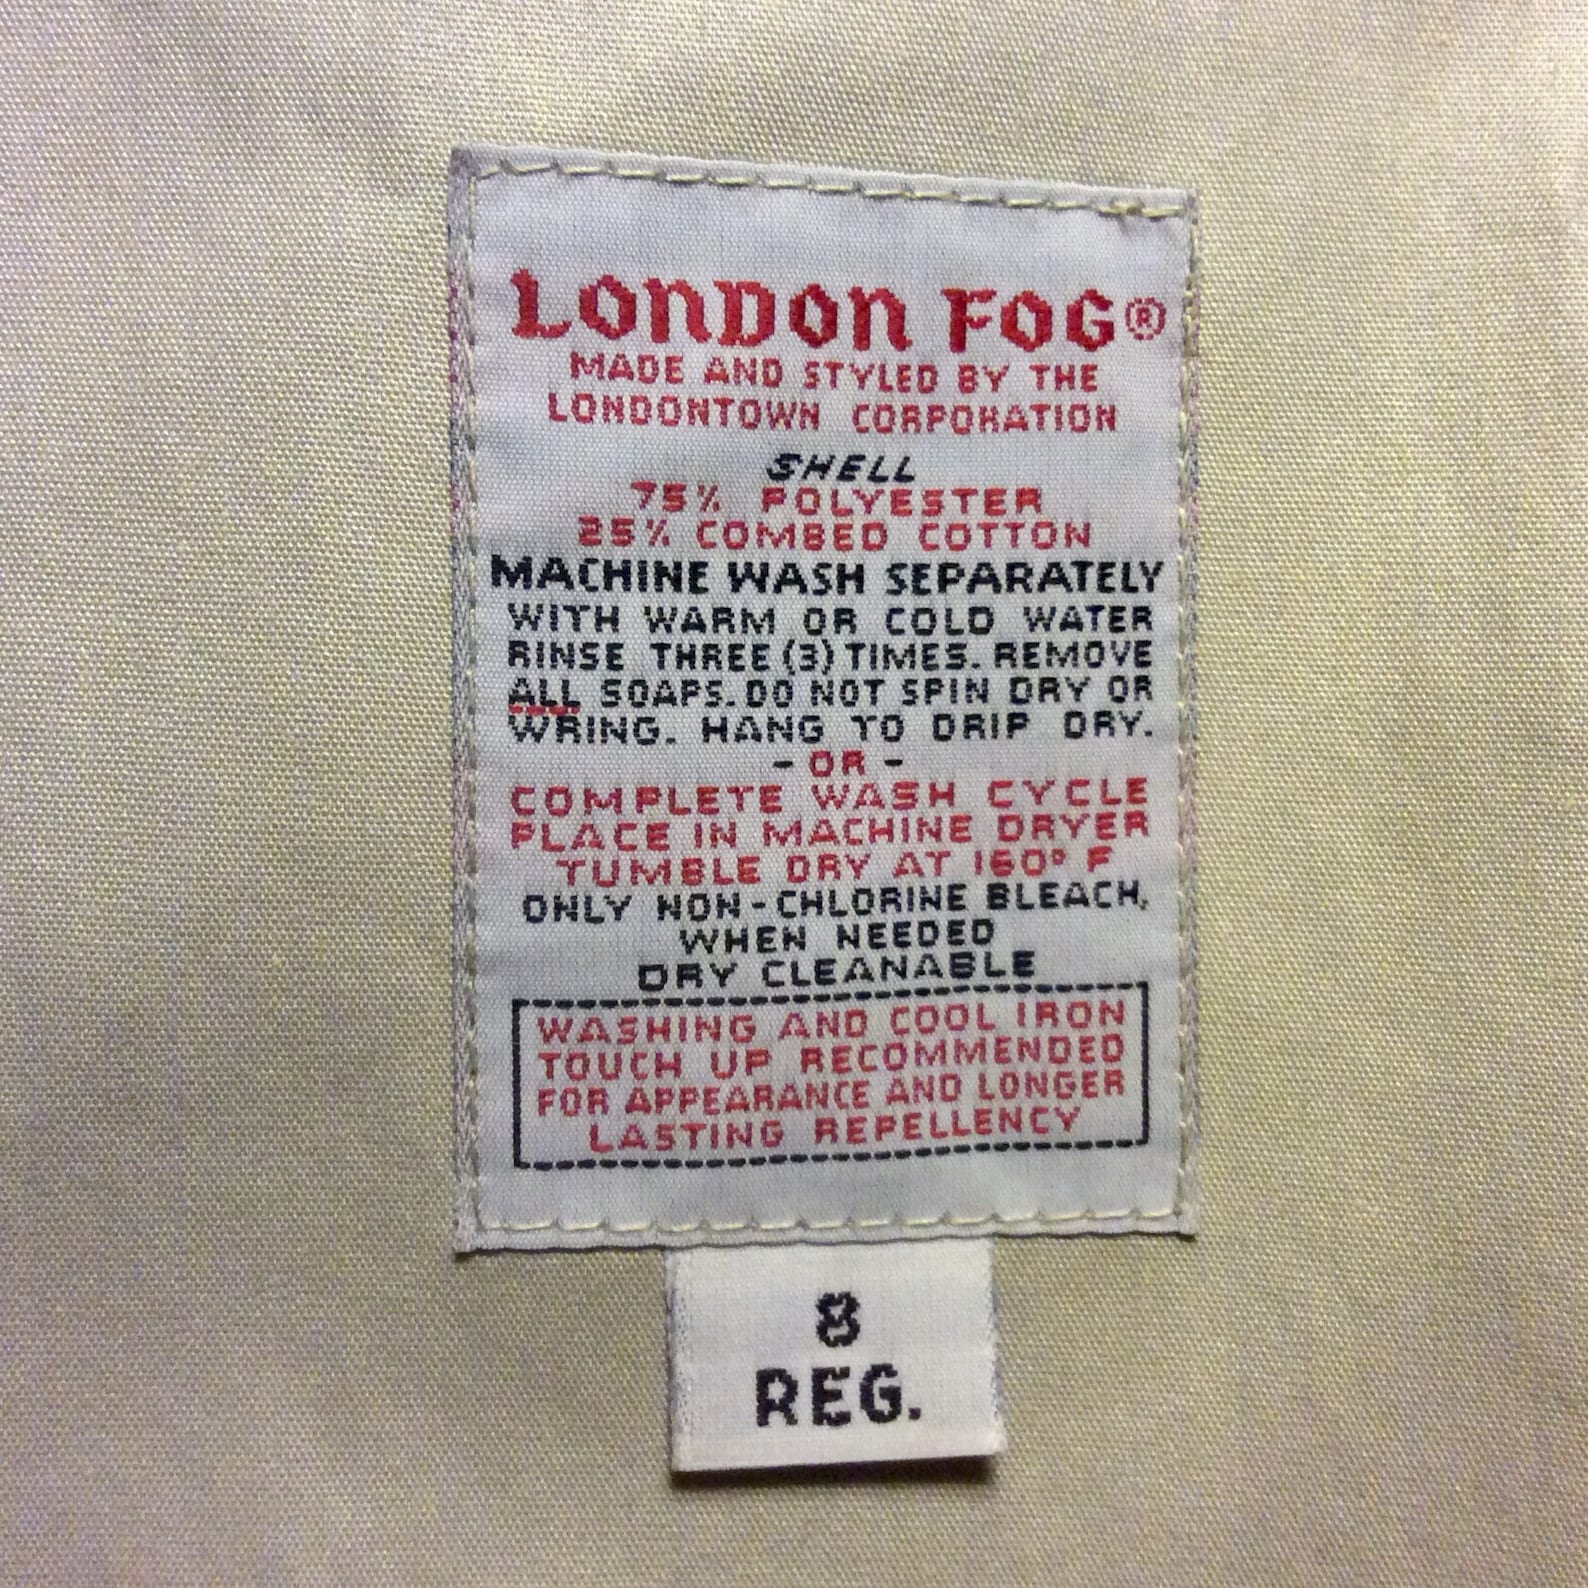 LONDON FOG®
MADE AND STYLED BY THE
LONDONTOWN CORPORATION
SHELL
75% POLYESTER
25% COMBED COTTON
MACHINE WASH SEPARATELY
WITH WARM OR COLD WATER
RINSE THREE (3) TIMES. REMOVE
ALL SOAPS. DO NOT SPIN DRY OR
WRING. HANG TO DRIP DRY.
- OR -
COMPLETE WASH CYCLE
PLACE IN MACHINE DRYER
TUMBLE DRY AT 160° F
ONLY NON-CHLORINE BLEACH,
WHEN NEEDED
DRY CLEANABLE
WASHING AND COOL IRON
TOUCH UP RECOMMENDED
FOR APPEARANCE AND LONGER
LASTING REPELLENCY
8
REG.